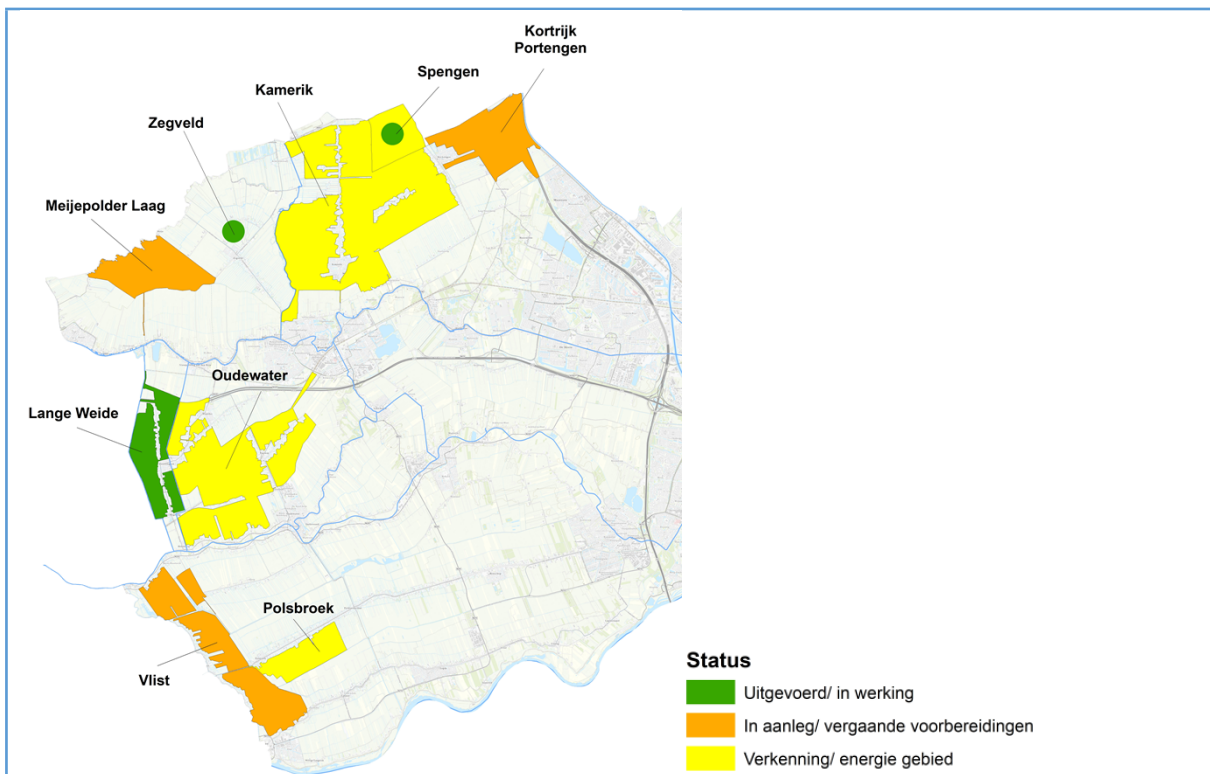 Kortrijk
Portengen
Spengen
Kamerik
Zegveld
Meijepolder Laag
Oudewater
Lange Weide
Polsbroek
Vlist
Status
Uitgevoerd/ in werking
In aanleg/ vergaande voorbereidingen
Verkenning/ energie gebied